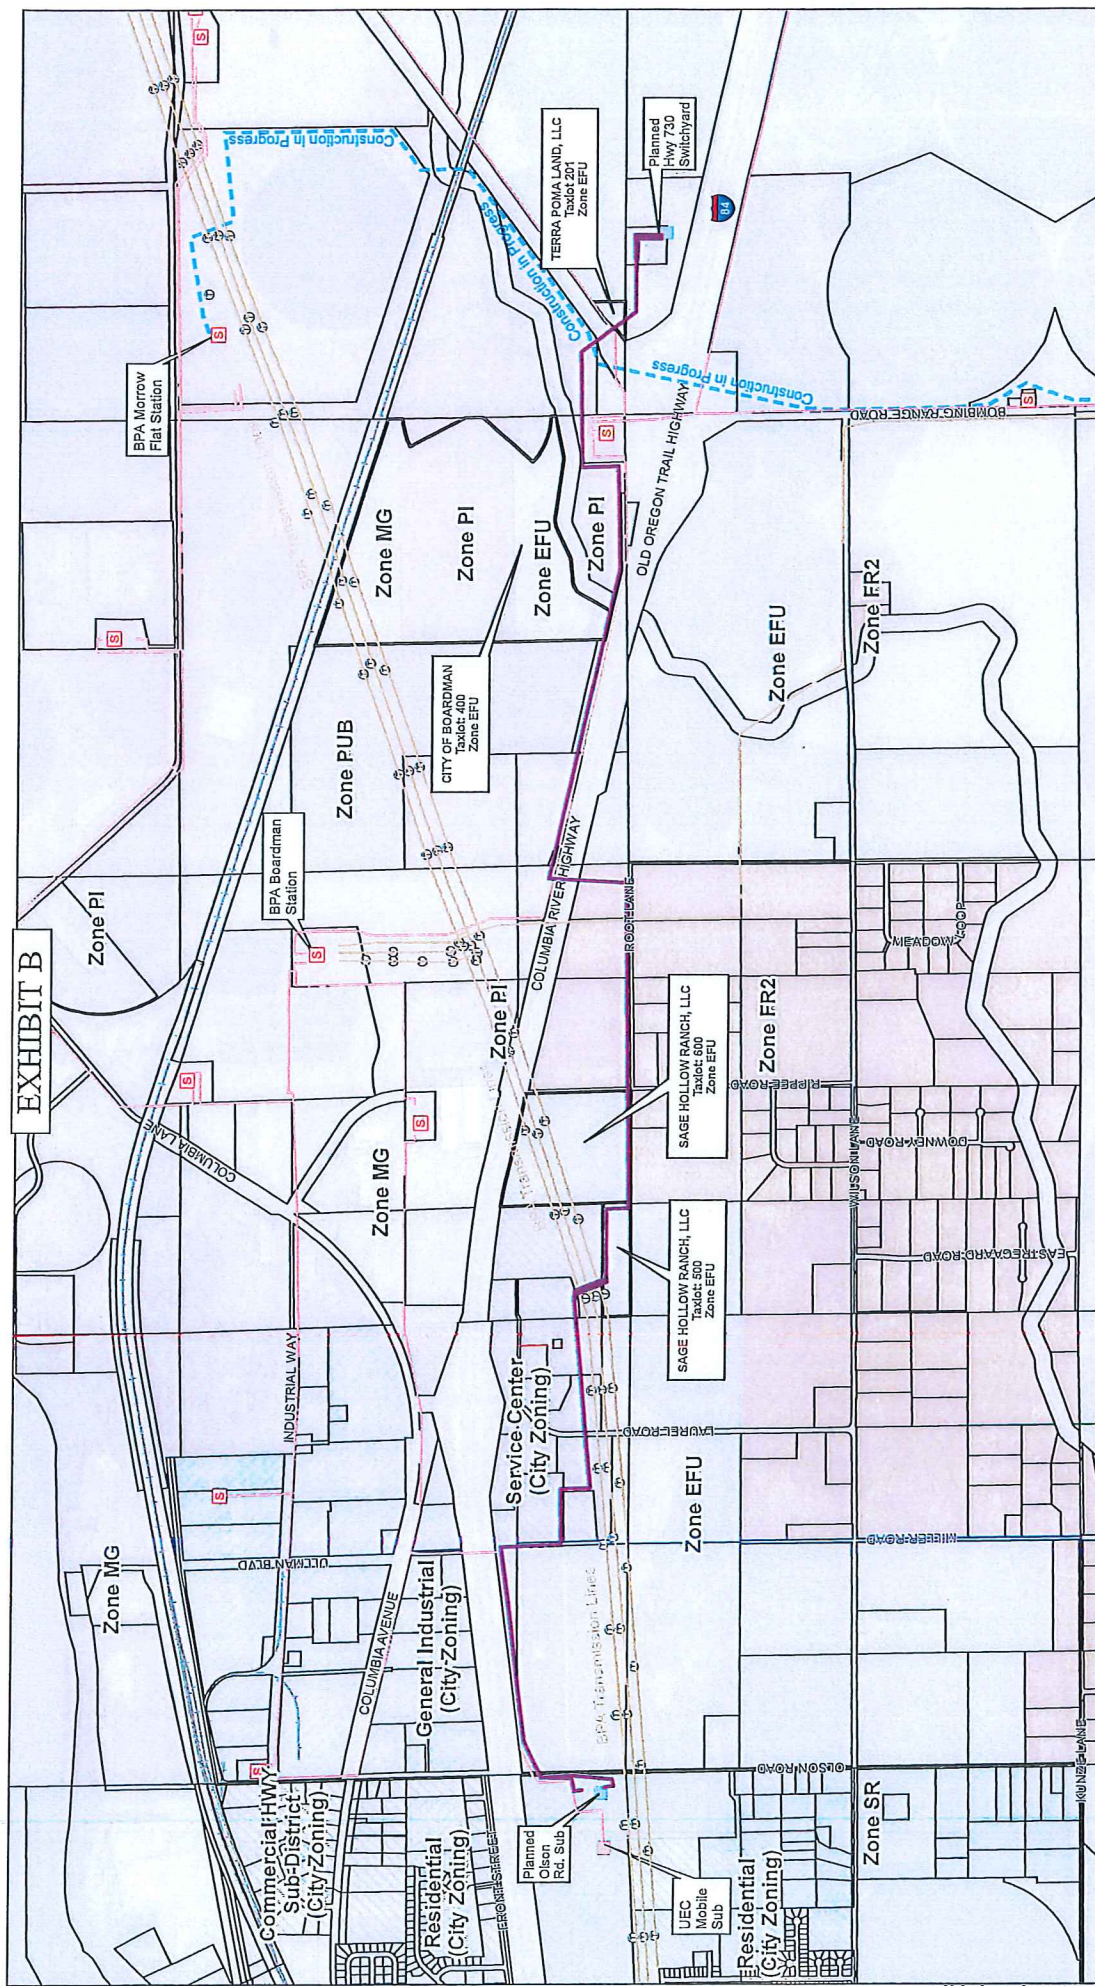 EXHIBIT B
BPA Morrow
Flat Station
Construction In Progress
Construction In Progress
Construction In Progress
Construction In Progress
TERRA POMA LAND, LLC
Taxlot 201
Zone EFU
Planned
Hwy 730
Switchyard
84
BOMBING RANGE ROAD
OLD OREGON TRAIL HIGHWAY
Zone MG
Zone PI
Zone EFU
Zone PI
CITY OF BOARDMAN
Taxlot: 400
Zone EFU
Zone PUB
Zone EFU
Zone FR2
BPA Boardman
Station
Zone PI
COLUMBIA RIVER HIGHWAY
ROOT LANE
MEADOW LOOP
Zone PI
Zone FR2
SAGE HOLLOW RANCH, LLC
Taxlot: 600
Zone EFU
RIPPEE ROAD
WILSON LANE
DOWNEY ROAD
COLUMBIA LANE
Zone MG
SAGE HOLLOW RANCH, LLC
Taxlot: 500
Zone EFU
EASTREGAARD ROAD
INDUSTRIAL WAY
Service Center
(City Zoning)
LAUREL ROAD
Zone EFU
MILLER ROAD
Zone MG
ULLMAN BLVD
COLUMBIA AVENUE
General Industrial
(City Zoning)
BPA Transmission Lines
OLSON ROAD
KUNZE LANE
Commercial HWY
Sub-District
(City Zoning)
Residential
(City Zoning)
FRONT STREET
Planned
Olson
Rd. Sub
UEC
Mobile
Sub
Residential
(City Zoning)
Zone SR
S
S
S
S
S
S
S
S
S
S